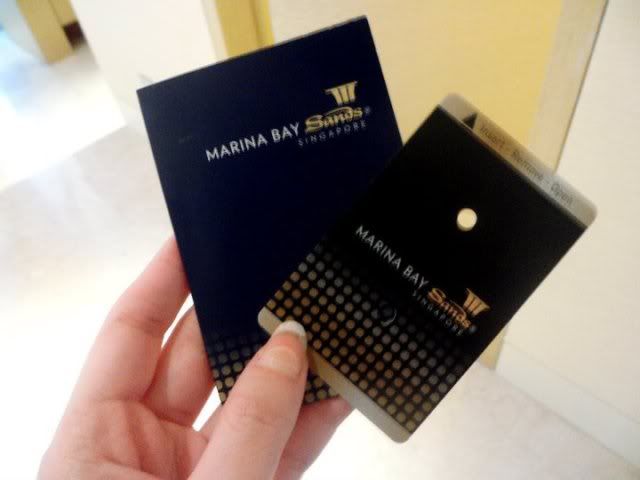 MARINA BAY Sands®
SINGAPORE
Insert - Remove - Open
MARINA BAY Sands®
SINGAPORE